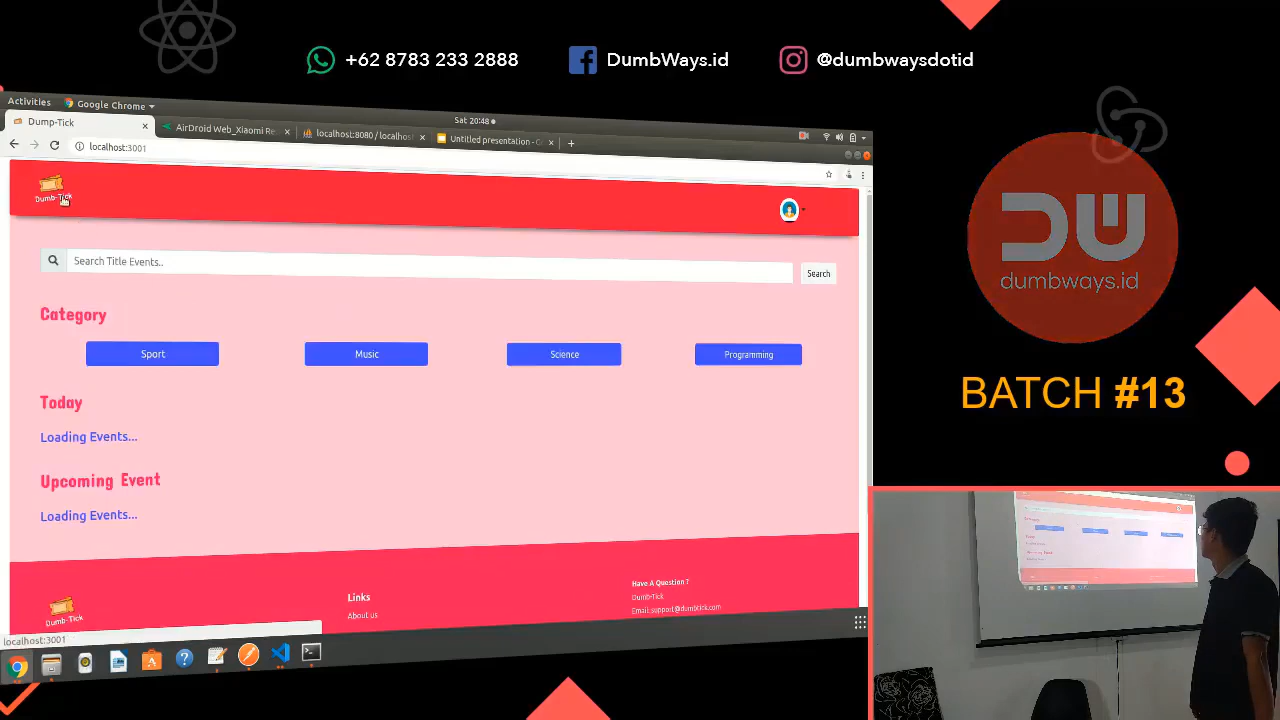 +62 8783 233 2888
DumbWays.id
@dumbwaysdotid
Activities
Google Chrome
Sat 20:48
Dump-Tick
AirDroid Web_Xiaomi Re
localhost:8080 / localhos
Untitled presentation - G
localhost:3001
Dumb-Tick
Search Title Events..
Search
Category
Sport
Music
Science
Programming
Today
Loading Events...
Upcoming Event
Loading Events...
Dumb-Tick
Links
About us
Have A Question ?
Dumb-Tick
Email: support@dumbtick.com
localhost:3001
DW
dumbways.id
BATCH #13